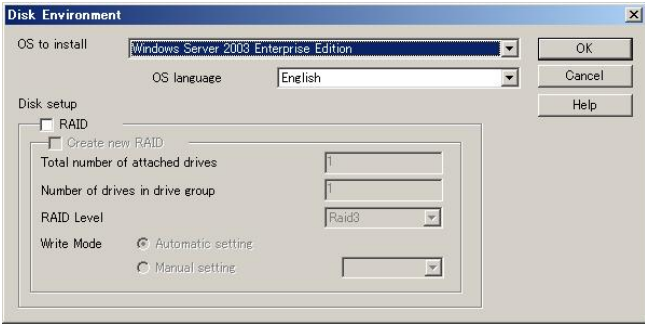 Disk Environment
OS to install
Windows Server 2003 Enterprise Edition
OK
OS language
English
Cancel
Disk setup
Help
RAID
Create new RAID
Total number of attached drives
1
Number of drives in drive group
1
RAID Level
Raid3
Write Mode
Automatic setting
Manual setting